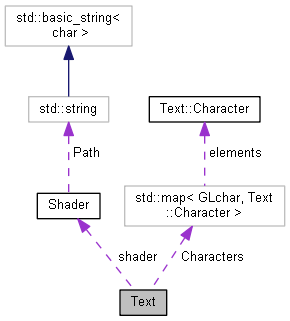 std::basic_string<
char >
std::string
Text::Character
Path
elements
Shader
std::map< GLchar, Text
::Character >
shader
Characters
Text